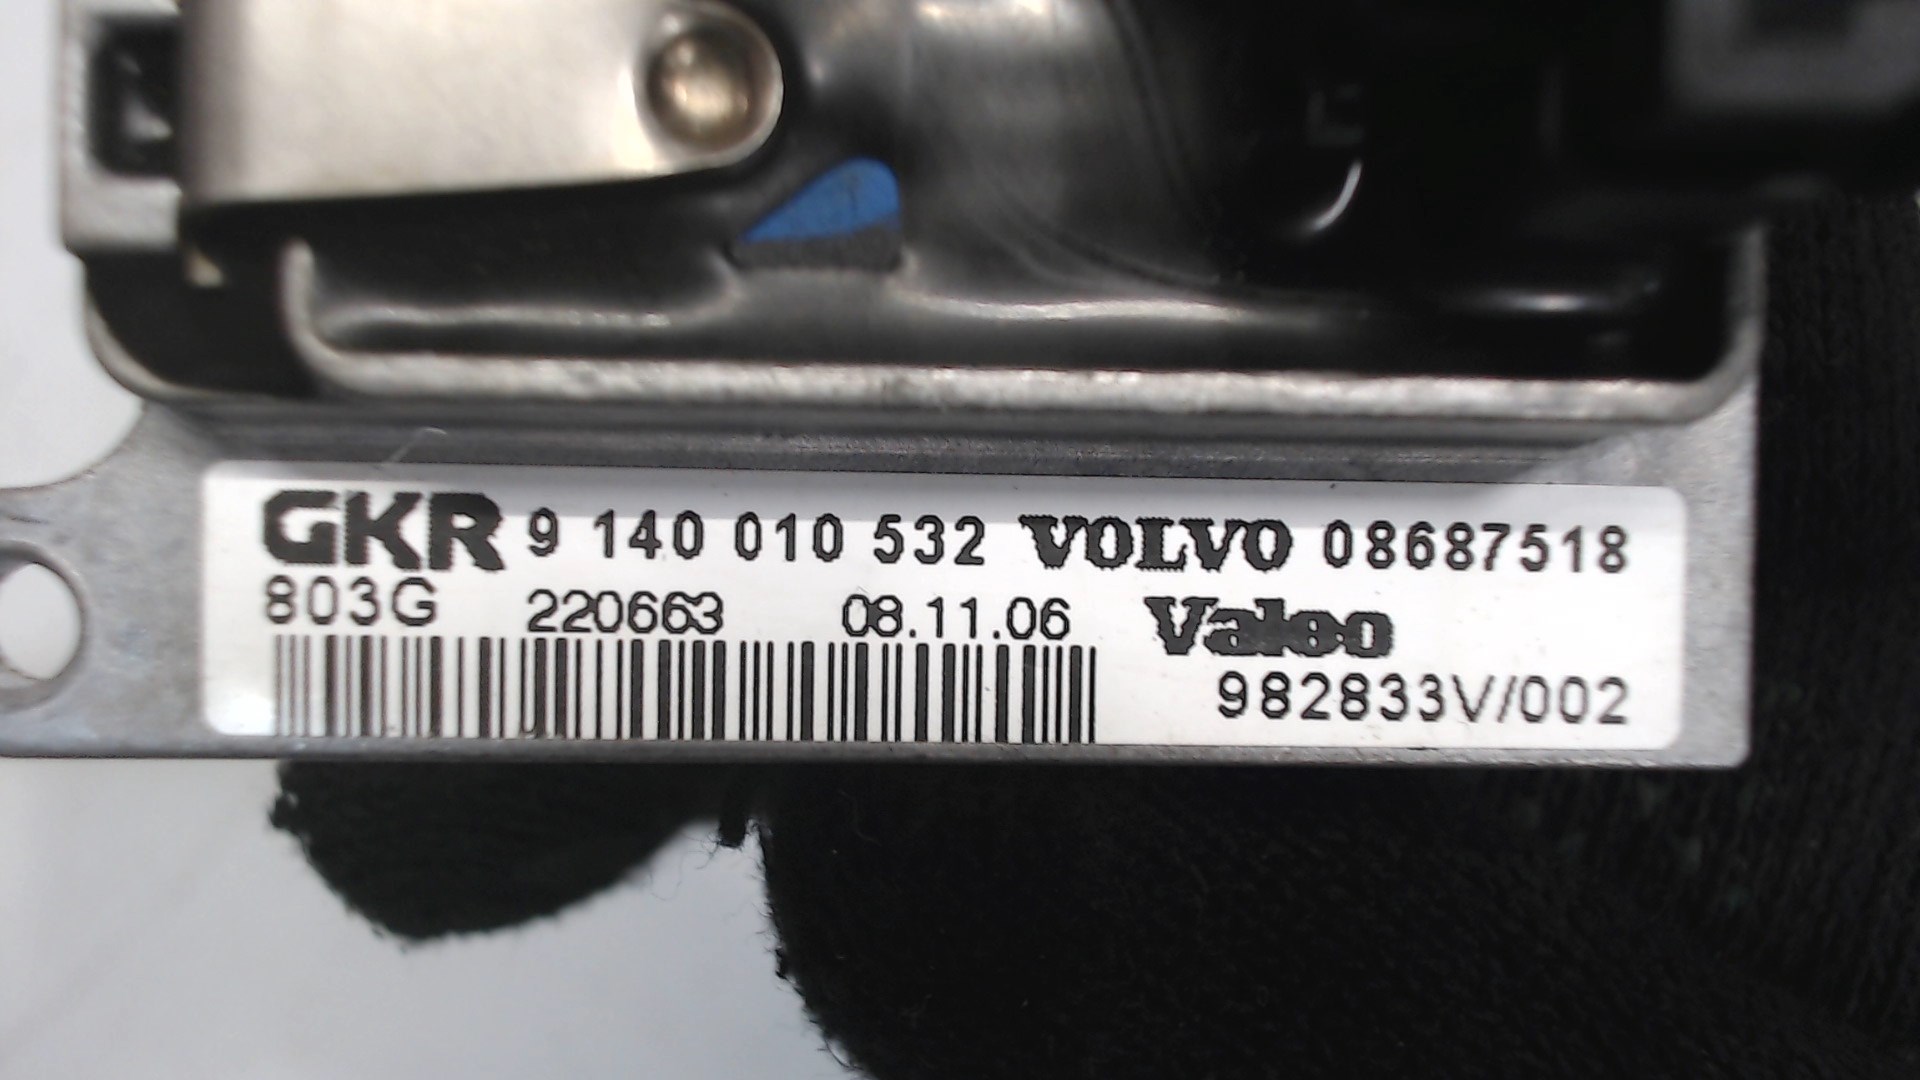 GKR 9 140 010 532 VOLVO 08687518
803G 220663 08.11.06 Valeo
982833V/002